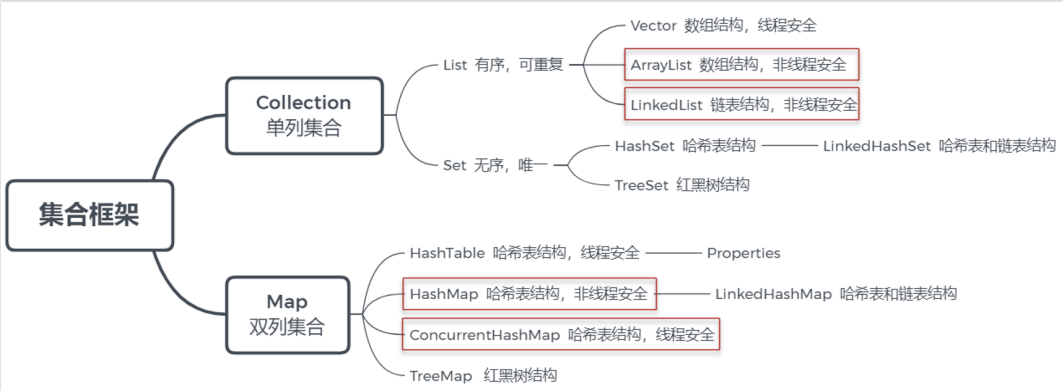 集合框架
Collection
单列集合
List 有序，可重复
Vector 数组结构，线程安全
ArrayList 数组结构，非线程安全
LinkedList 链表结构，非线程安全
Set 无序，唯一
HashSet 哈希表结构
LinkedHashSet 哈希表和链表结构
TreeSet 红黑树结构
Map
双列集合
HashTable 哈希表结构，线程安全
Properties
HashMap 哈希表结构，非线程安全
LinkedHashMap 哈希表和链表结构
ConcurrentHashMap 哈希表结构，线程安全
TreeMap 红黑树结构